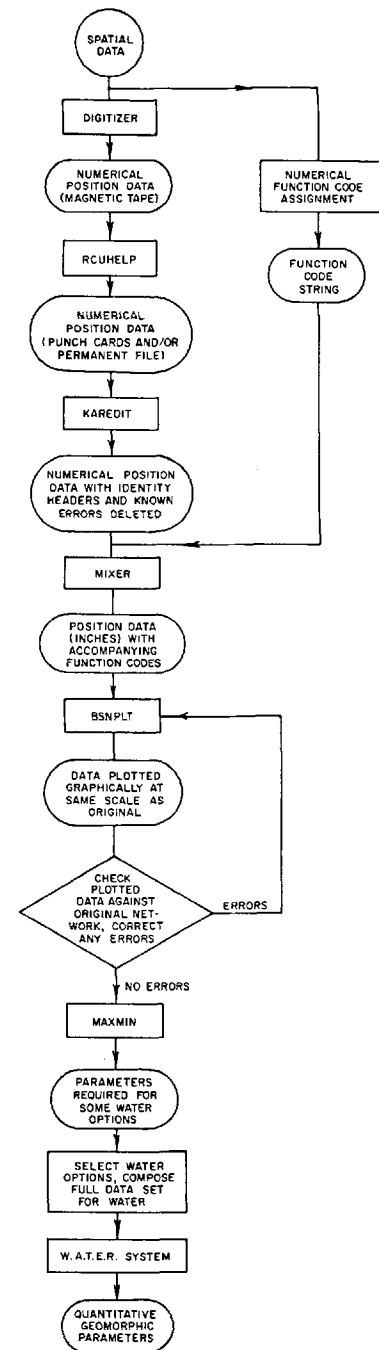 SPATIAL
DATA
DIGITIZER
NUMERICAL
POSITION DATA
(MAGNETIC TAPE)
NUMERICAL
FUNCTION CODE
ASSIGNMENT
RCUHELP
FUNCTION
CODE
STRING
NUMERICAL
POSITION DATA
(PUNCH CARDS AND/OR
PERMANENT FILE)
KAREDIT
NUMERICAL POSITION
DATA WITH IDENTITY
HEADERS AND KNOWN
ERRORS DELETED
MIXER
POSITION DATA
(INCHES) WITH
ACCOMPANYING
FUNCTION CODES
BSNPLT
DATA PLOTTED
GRAPHICALLY AT
SAME SCALE AS
ORIGINAL
CHECK
PLOTTED
DATA AGAINST
ORIGINAL NET-
WORK, CORRECT
ANY ERRORS
ERRORS
NO ERRORS
MAXMIN
PARAMETERS
REQUIRED FOR
SOME WATER
OPTIONS
SELECT WATER
OPTIONS, COMPOSE
FULL DATA SET
FOR WATER
W.A.T.E.R. SYSTEM
QUANTITATIVE
GEOMORPHIC
PARAMETERS